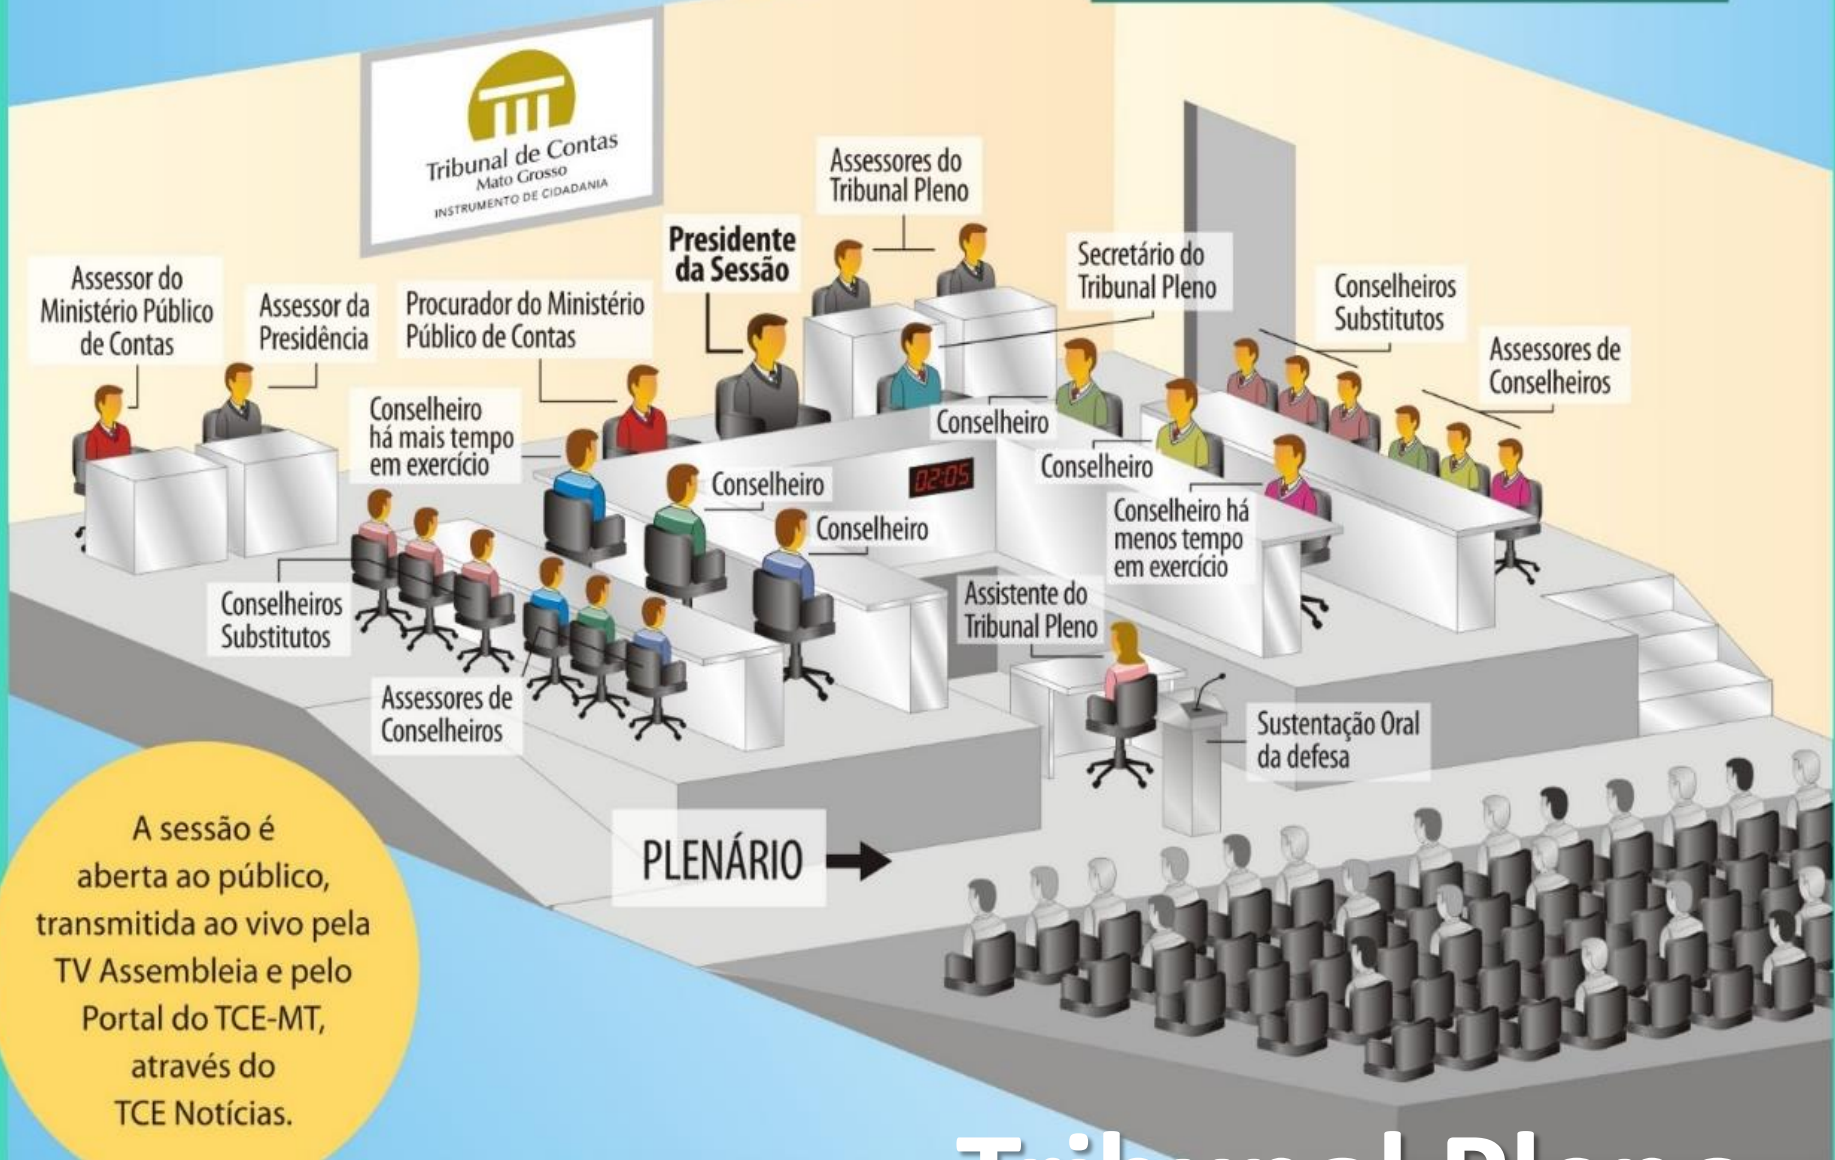 Tribunal de Contas
Mato Grosso
INSTRUMENTO DE CIDADANIA
Assessores do
Tribunal Pleno
Presidente
da Sessão
Secretário do
Tribunal Pleno
Conselheiros
Substitutos
Assessores de
Conselheiros
Assessor do
Ministério Público
de Contas
Assessor da
Presidência
Procurador do Ministério
Público de Contas
Conselheiro
há mais tempo
em exercício
Conselheiro
Conselheiro
Conselheiro
Conselheiro
02:05
Conselheiro há
menos tempo
em exercício
Conselheiros
Substitutos
Assistente do
Tribunal Pleno
Assessores de
Conselheiros
Sustentação Oral
da defesa
PLENÁRIO
A sessão é
aberta ao público,
transmitida ao vivo pela
TV Assembleia e pelo
Portal do TCE-MT,
através do
TCE Notícias.
Tribunal Pleno